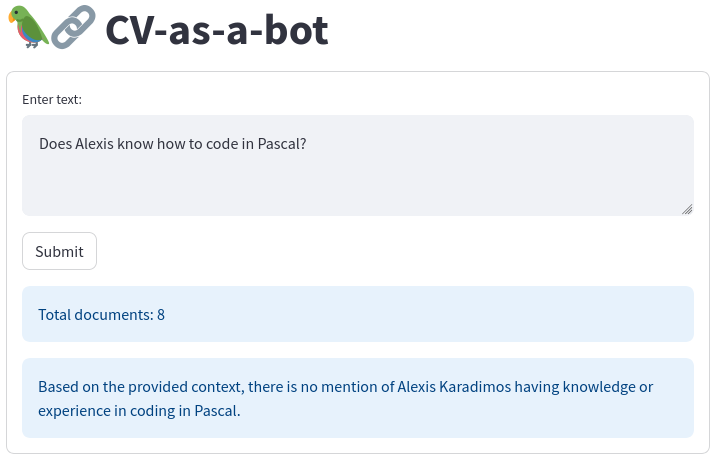 CV-as-a-bot
Enter text:
Does Alexis know how to code in Pascal?
Submit
Total documents: 8
Based on the provided context, there is no mention of Alexis Karadimos having knowledge or
experience in coding in Pascal.